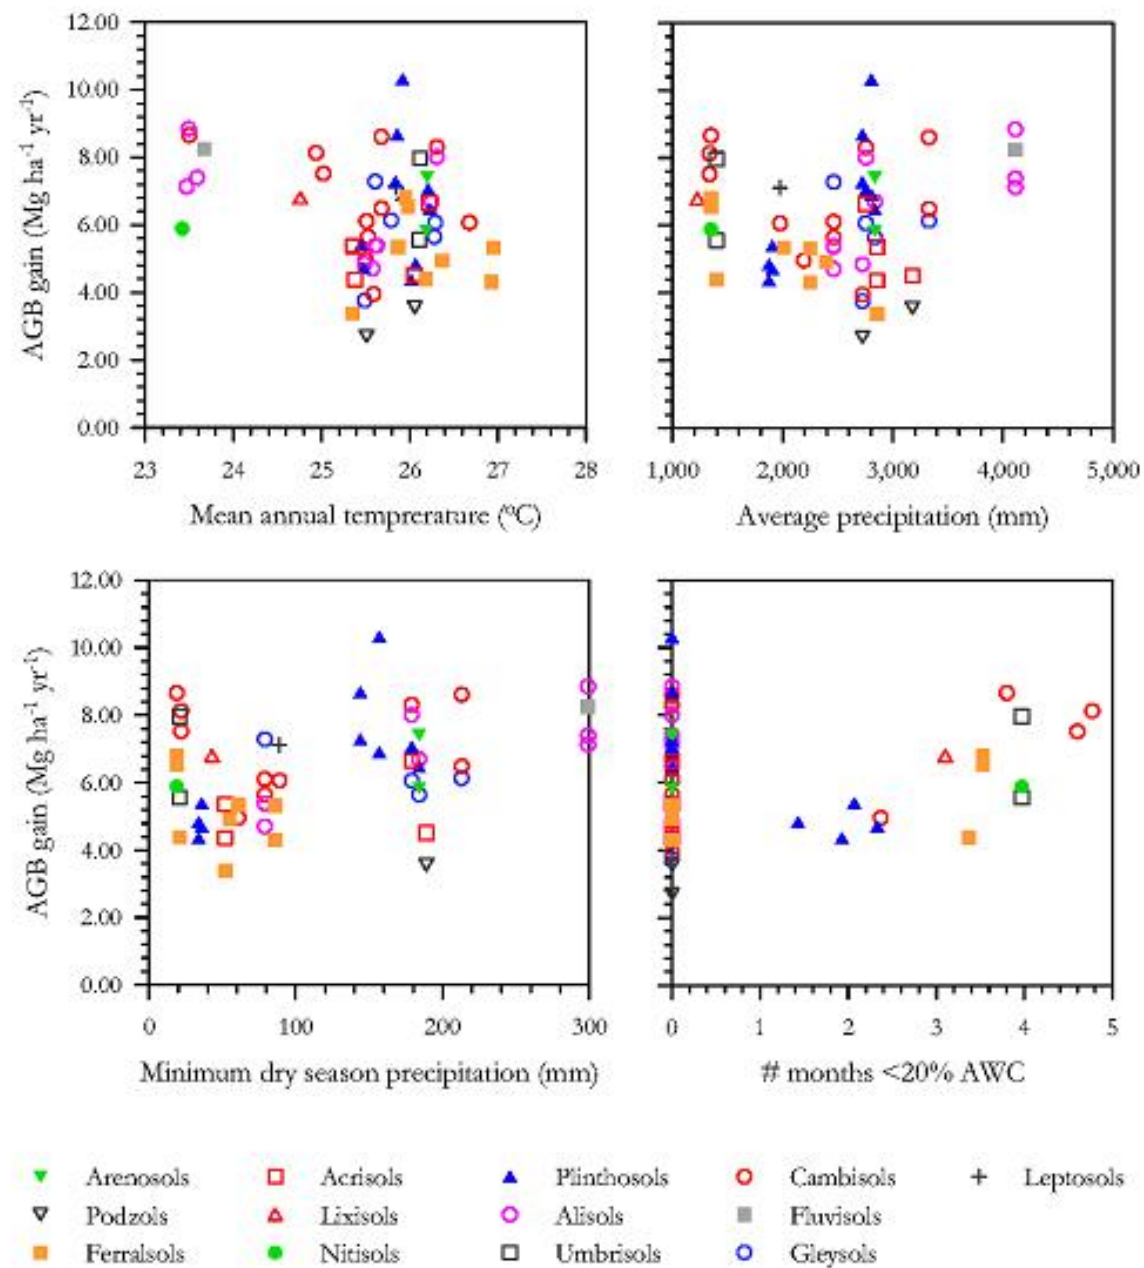 12.00
10.00
8.00
6.00
4.00
2.00
0.00
AGB gain (Mg ha-1 yr-1)
23 24 25 26 27 28
Mean annual temprerature (ºC)
1,000 2,000 3,000 4,000 5,000
Average precipitation (mm)
12.00
10.00
8.00
6.00
4.00
2.00
0.00
AGB gain (Mg ha-1 yr-1)
0 100 200 300
Minimum dry season precipitation (mm)
0 1 2 3 4 5
# months <20% AWC
Arenosols Acrisols Plinthosols Cambisols Leptosols
Podzols Lixisols Alisols Fluvisols
Ferralsols Nitisols Umbrisols Gleysols